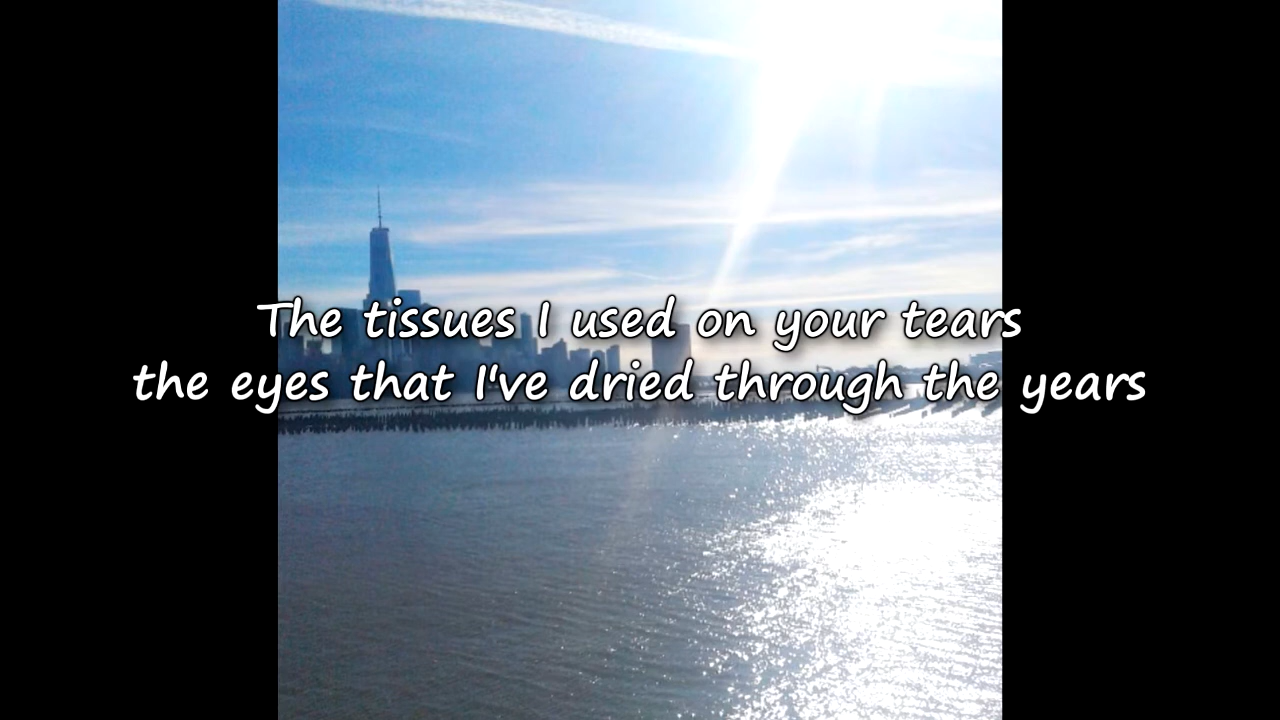 The tissues I used on your tears
the eyes that I've dried through the years